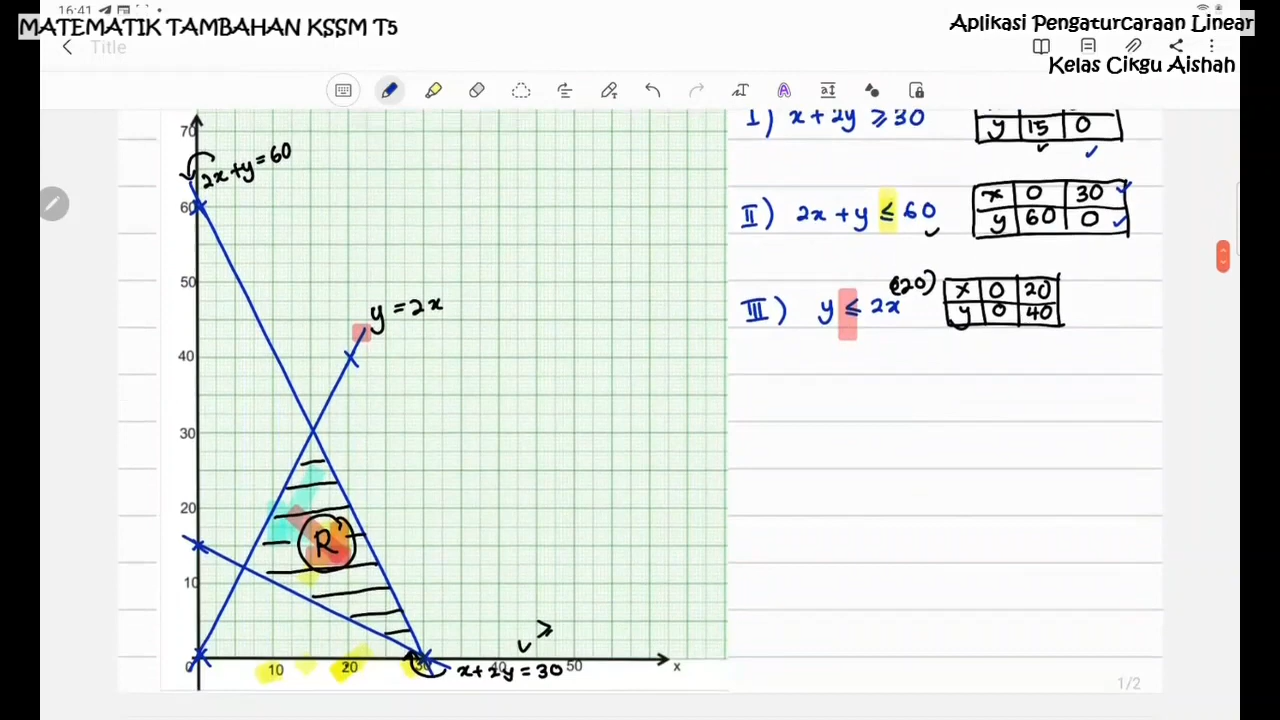 16:41
MATEMATIK TAMBAHAN KSSM T5
Aplikasi Pengaturcaraan Linear
Title
Kelas Cikgu Aishah
70
2x+y=60
60
50
y=2x
40
30
20
R
10
0 10 20 30 40 50 x
≥
x+2y=30
I) x+2y ≥30
y 15 0
II) 2x+y ≤ 60
x 0 30
y 60 0
III) y ≤ 2x (20)
x 0 20
y 0 40
1/2